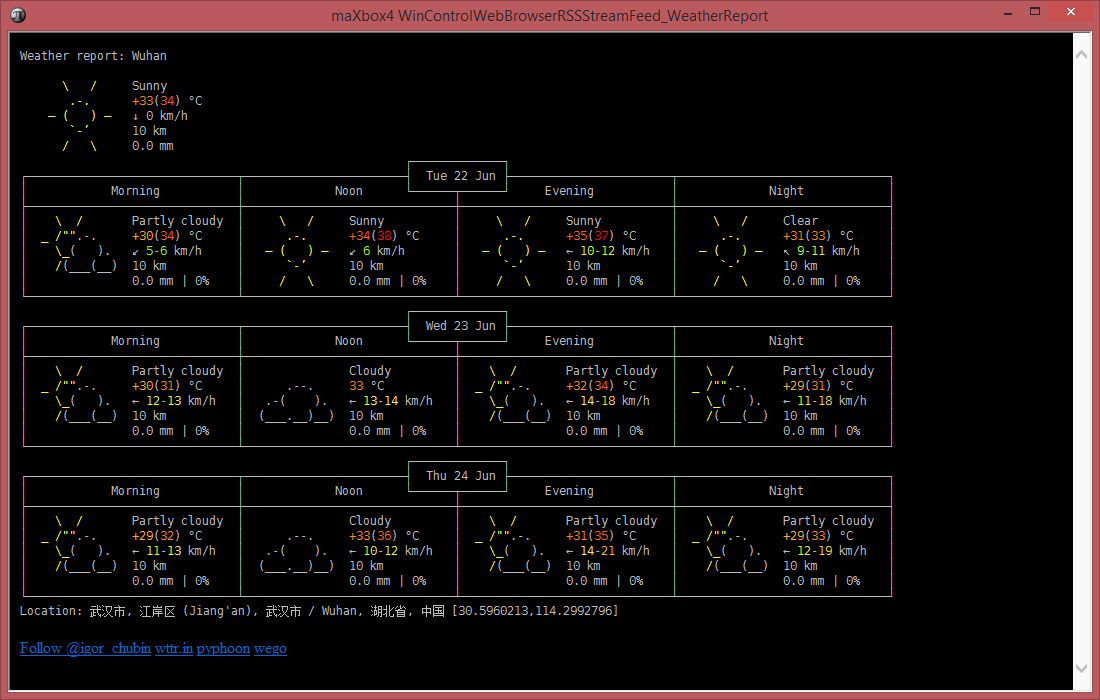 maXbox4 WinControlWebBrowserRSSStreamFeed_WeatherReport
Weather report: Wuhan
Sunny
+33(34) °C
↓ 0 km/h
10 km
0.0 mm
Tue 22 Jun
Morning Noon Evening Night
Partly cloudy Sunny Sunny Clear
+30(34) °C +34(38) °C +35(37) °C +31(33) °C
↙ 5-6 km/h ↙ 6 km/h ← 10-12 km/h ↖ 9-11 km/h
10 km 10 km 10 km 10 km
0.0 mm | 0% 0.0 mm | 0% 0.0 mm | 0% 0.0 mm | 0%
Wed 23 Jun
Morning Noon Evening Night
Partly cloudy Cloudy Partly cloudy Partly cloudy
+30(31) °C 33 °C +32(34) °C +29(31) °C
← 12-13 km/h ← 13-14 km/h ← 14-18 km/h ← 11-18 km/h
10 km 10 km 10 km 10 km
0.0 mm | 0% 0.0 mm | 0% 0.0 mm | 0% 0.0 mm | 0%
Thu 24 Jun
Morning Noon Evening Night
Partly cloudy Cloudy Partly cloudy Partly cloudy
+29(32) °C +33(36) °C +31(35) °C +29(33) °C
← 11-13 km/h ← 10-12 km/h ← 14-21 km/h ← 12-19 km/h
10 km 10 km 10 km 10 km
0.0 mm | 0% 0.0 mm | 0% 0.0 mm | 0% 0.0 mm | 0%
Location: 武汉市, 江岸区 (Jiang'an), 武汉市 / Wuhan, 湖北省, 中国 [30.5960213,114.2992796]
Follow @igor_chubin wttr.in pyphoon wego